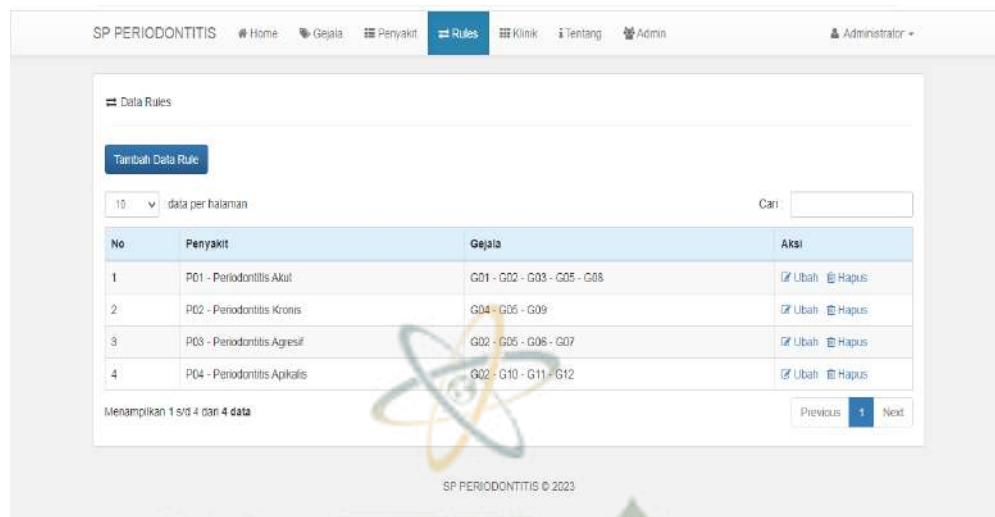 SP PERIODONTITIS Home Gejala Penyakit Rules Klinik Tentang Admin Administrator
Data Rules
Tambah Data Rule
10 data per halaman Cari :
No Penyakit Gejala Aksi
1 P01 - Periodontitis Akut G01 - G02 - G03 - G05 - G08 Ubah Hapus
2 P02 - Periodontitis Kronis G04 - G05 - G09 Ubah Hapus
3 P03 - Periodontitis Agresif G02 - G05 - G06 - G07 Ubah Hapus
4 P04 - Periodontitis Apikalis G02 - G10 - G11 - G12 Ubah Hapus
Menampilkan 1 s/d 4 dari 4 data Previous 1 Next
SP PERIODONTITIS © 2023